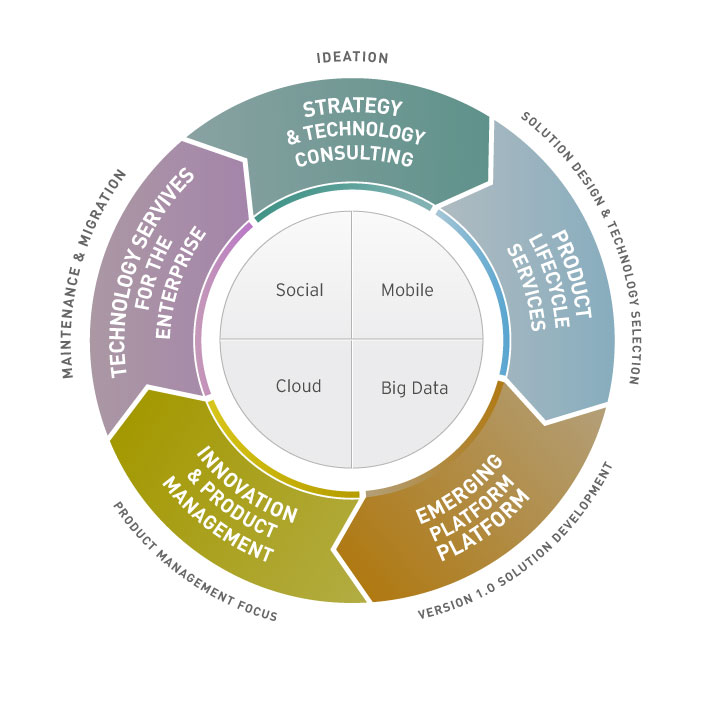 IDEATION
STRATEGY
& TECHNOLOGY
CONSULTING
SOLUTION DESIGN & TECHNOLOGY SELECTION
PRODUCT
LIFECYCLE
SERVICES
VERSION 1.0 SOLUTION DEVELOPMENT
EMERGING
PLATFORM
PLATFORM
PRODUCT MANAGEMENT FOCUS
INNOVATION
& PRODUCT
MANAGEMENT
MAINTENANCE & MIGRATION
TECHNOLOGY SERVIVES
FOR THE
ENTERPRISE
Social
Mobile
Cloud
Big Data